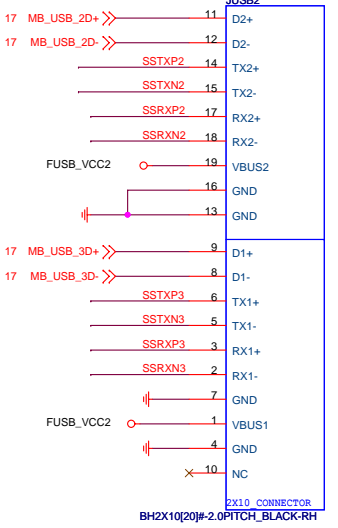 JUSB2
17 MB_USB_2D+ 11 D2+
17 MB_USB_2D- 12 D2-
SSTXP2 14 TX2+
SSTXN2 15 TX2-
SSRXP2 17 RX2+
SSRXN2 18 RX2-
FUSB_VCC2 19 VBUS2
16 GND
13 GND
17 MB_USB_3D+ 9 D1+
17 MB_USB_3D- 8 D1-
SSTXP3 6 TX1+
SSTXN3 5 TX1-
SSRXP3 3 RX1+
SSRXN3 2 RX1-
7 GND
FUSB_VCC2 1 VBUS1
4 GND
10 NC
2X10_CONNECTOR
BH2X10[20]#-2.0PITCH_BLACK-RH